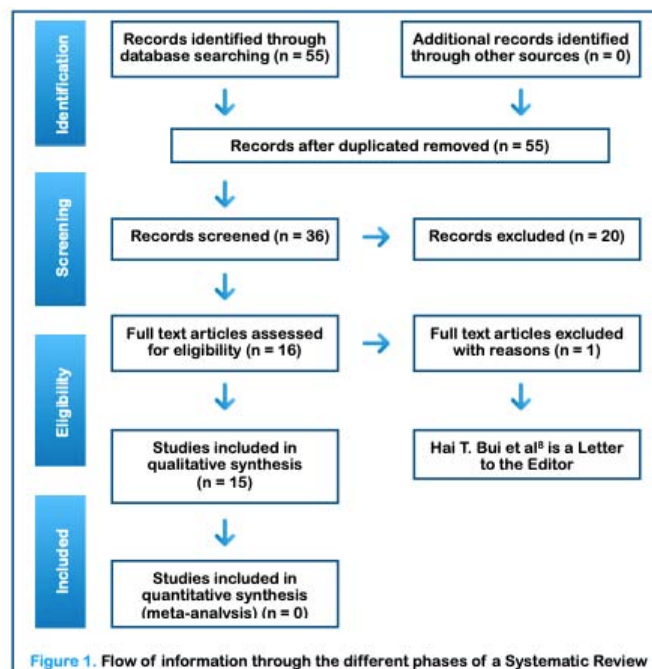 Identification
Records identified through
database searching (n = 55)
Additional records identified
through other sources (n = 0)
Records after duplicated removed (n = 55)
Screening
Records screened (n = 36)
Records excluded (n = 20)
Eligibility
Full text articles assessed
for eligibility (n = 16)
Full text articles excluded
with reasons (n = 1)
Studies included in
qualitative synthesis
(n = 15)
Hai T. Bui et al⁸ is a Letter
to the Editor
Included
Studies included in
quantitative synthesis
(meta-analysis) (n = 0)
Figure 1. Flow of information through the different phases of a Systematic Review